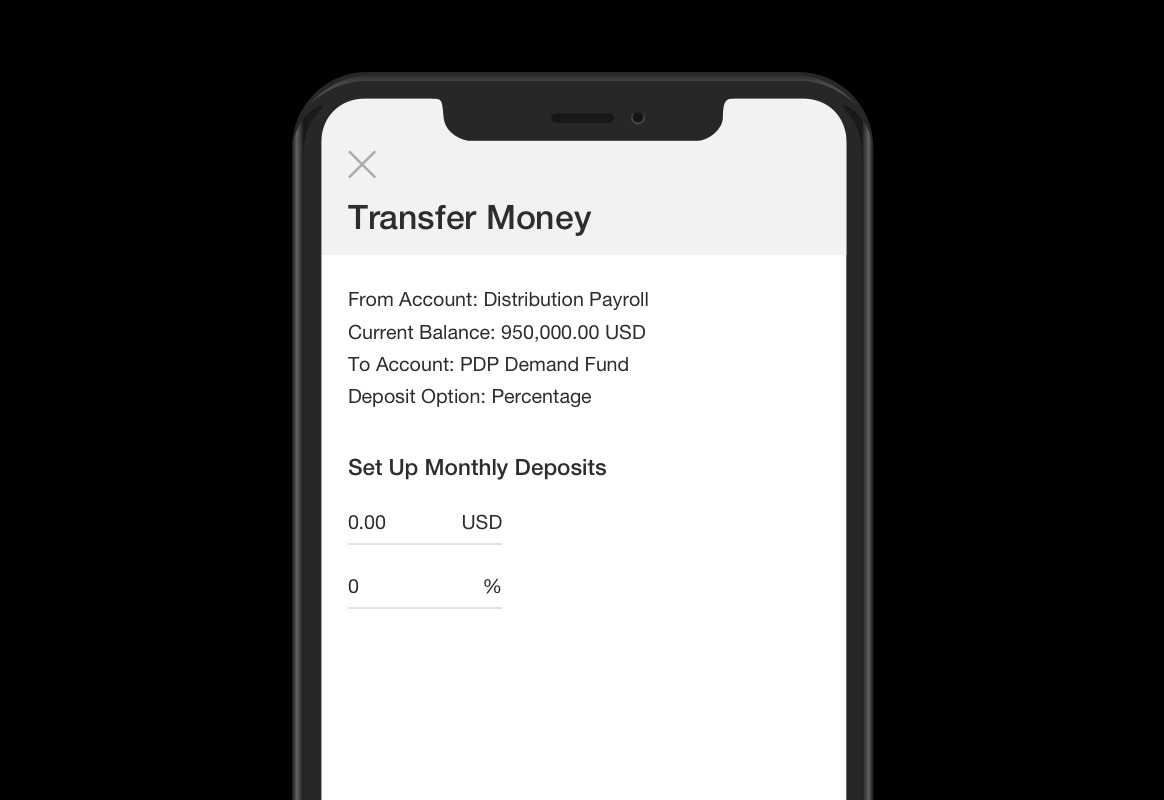 Transfer Money
From Account: Distribution Payroll
Current Balance: 950,000.00 USD
To Account: PDP Demand Fund
Deposit Option: Percentage
Set Up Monthly Deposits
0.00 USD
0 %